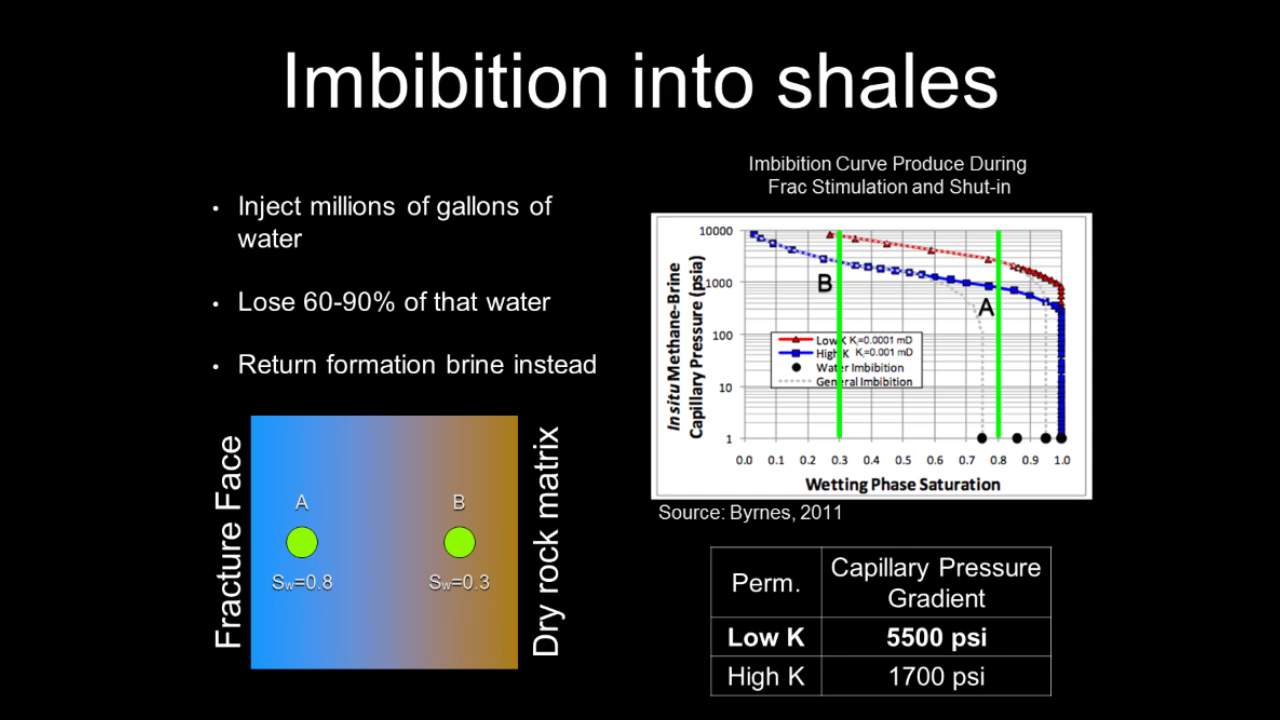 Imbibition into shales
• Inject millions of gallons of
water
• Lose 60-90% of that water
• Return formation brine instead
Fracture Face
A
B
Sw=0.8
Sw=0.3
Dry rock matrix
Imbibition Curve Produce During
Frac Stimulation and Shut-in
In situ Methane-Brine
Capillary Pressure (psia)
10000
1000
100
10
1
B
A
Low K Ki=0.0001 mD
High K Ki=0.001 mD
Water Imbibition
General Imbibition
0.0 0.1 0.2 0.3 0.4 0.5 0.6 0.7 0.8 0.9 1.0
Wetting Phase Saturation
Source: Byrnes, 2011
Perm. Capillary Pressure
Gradient
Low K 5500 psi
High K 1700 psi